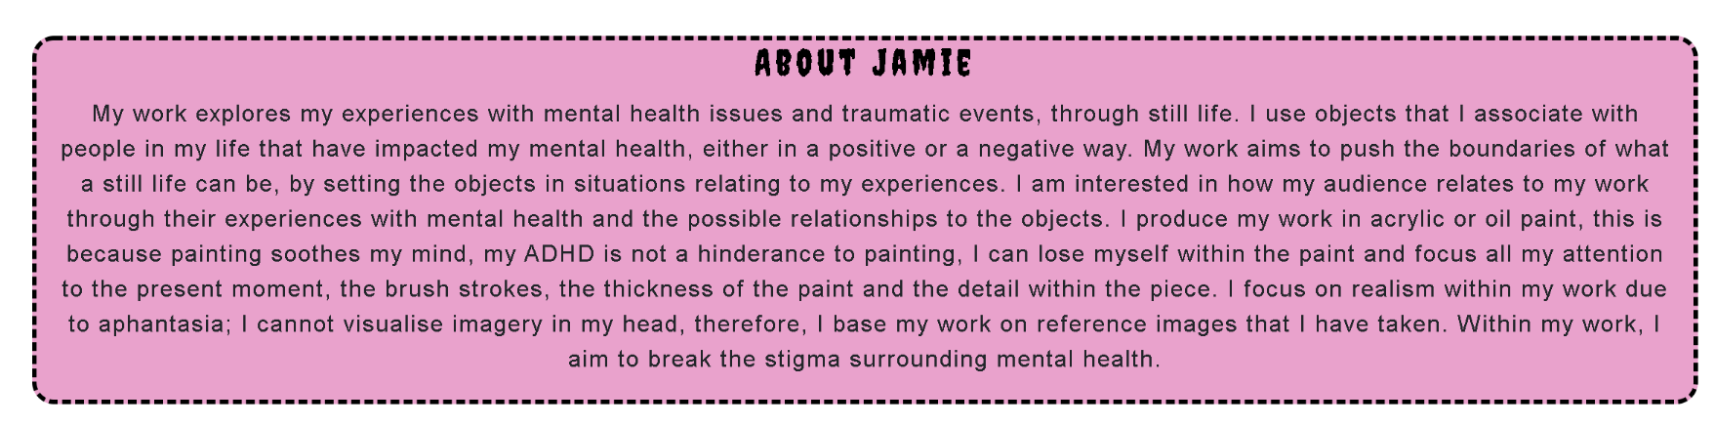 ABOUT JAMIE
My work explores my experiences with mental health issues and traumatic events, through still life. I use objects that I associate with
people in my life that have impacted my mental health, either in a positive or a negative way. My work aims to push the boundaries of what
a still life can be, by setting the objects in situations relating to my experiences. I am interested in how my audience relates to my work
through their experiences with mental health and the possible relationships to the objects. I produce my work in acrylic or oil paint, this is
because painting soothes my mind, my ADHD is not a hinderance to painting, I can lose myself within the paint and focus all my attention
to the present moment, the brush strokes, the thickness of the paint and the detail within the piece. I focus on realism within my work due
to aphantasia; I cannot visualise imagery in my head, therefore, I base my work on reference images that I have taken. Within my work, I
aim to break the stigma surrounding mental health.